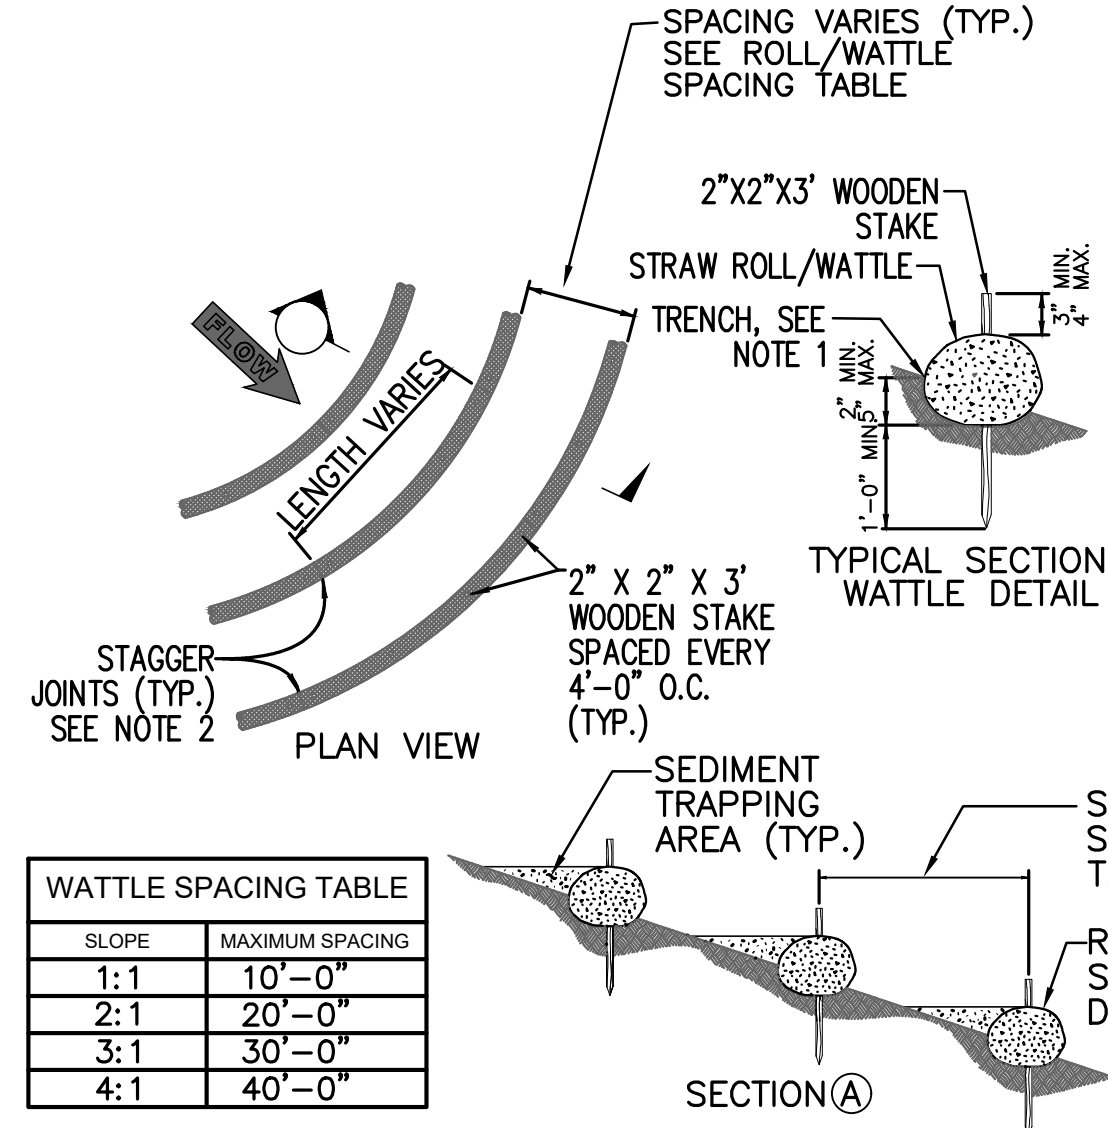 SPACING VARIES (TYP.)
SEE ROLL/WATTLE
SPACING TABLE
2"X2"X3' WOODEN
STAKE
STRAW ROLL/WATTLE
TRENCH, SEE
NOTE 1
3" MIN.
4" MAX.
2" MIN.
5" MAX.
1'-0" MIN.
TYPICAL SECTION
WATTLE DETAIL
FLOW
LENGTH VARIES
2" X 2" X 3'
WOODEN STAKE
SPACED EVERY
4'-0" O.C.
(TYP.)
STAGGER
JOINTS (TYP.)
SEE NOTE 2
PLAN VIEW
SEDIMENT
TRAPPING
AREA (TYP.)
S
S
T
R
S
D
SECTION A
WATTLE SPACING TABLE
SLOPE MAXIMUM SPACING
1:1 10'-0"
2:1 20'-0"
3:1 30'-0"
4:1 40'-0"